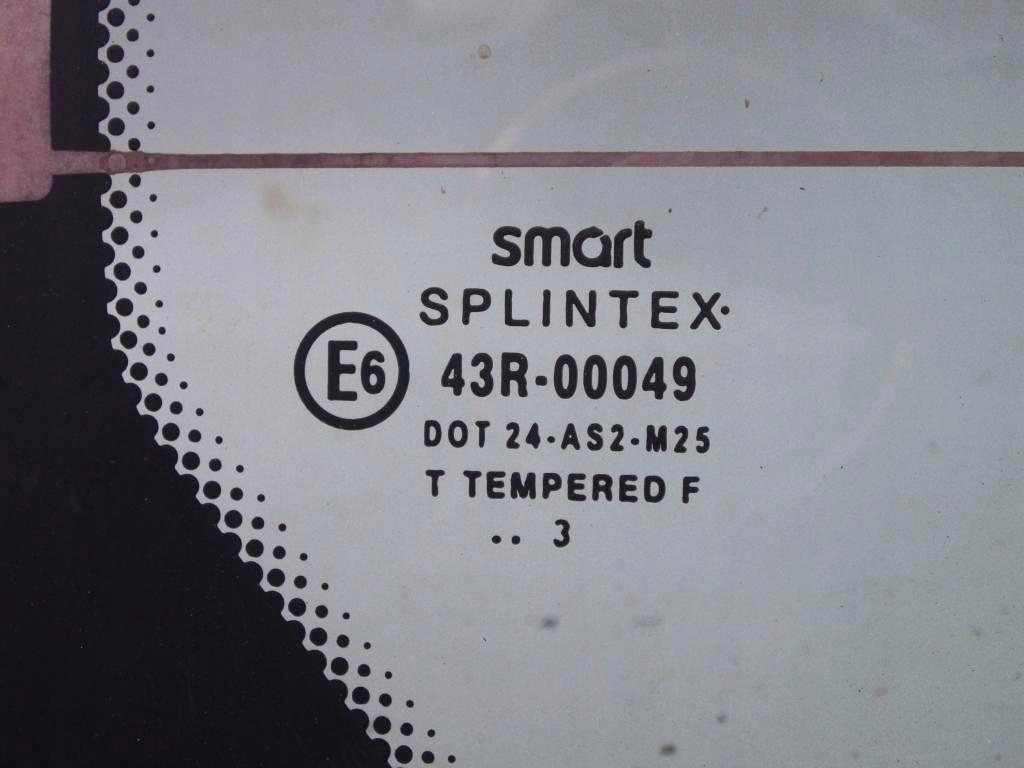 smart
SPLINTEX·
E6 43R-00049
DOT 24·AS2·M25
T TEMPERED F
.. 3